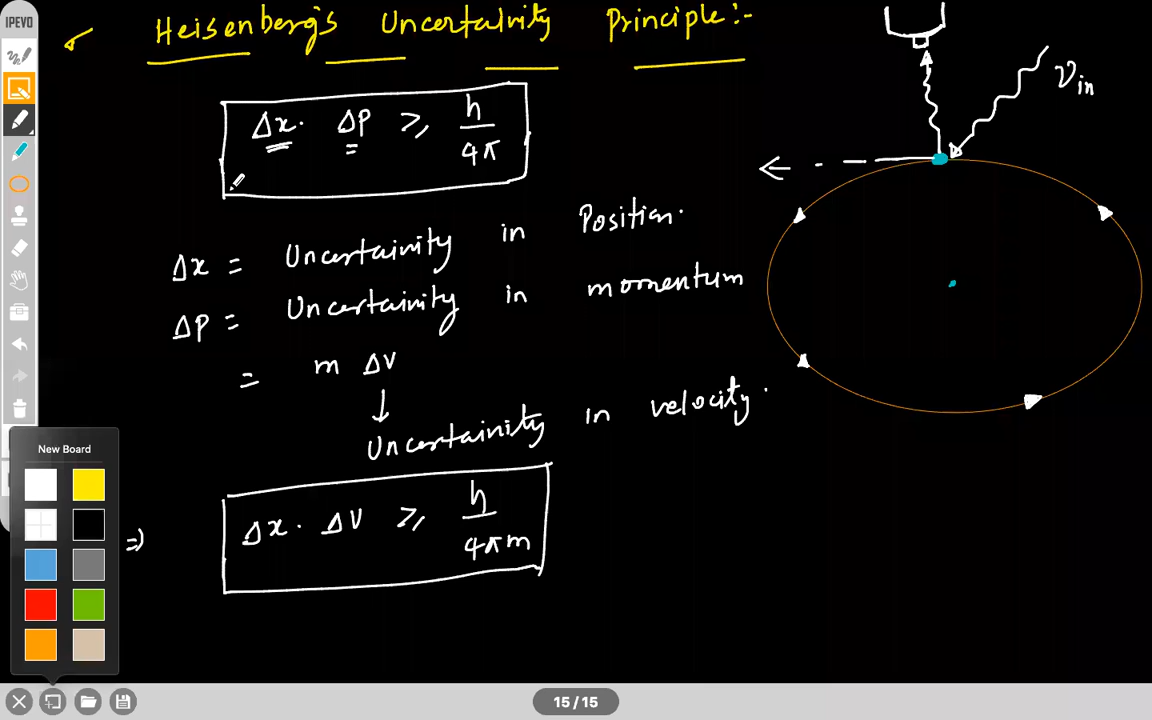 IPEVO
Heisenberg's Uncertainity Principle:-
Δx. Δp ⩾ h/4π
νin
Δx = Uncertainity in Position.
Δp = Uncertainity in momentum
= m Δv
↓
Uncertainity in velocity.
⇒ Δx. Δv ⩾ h/4πm
New Board
15 / 15